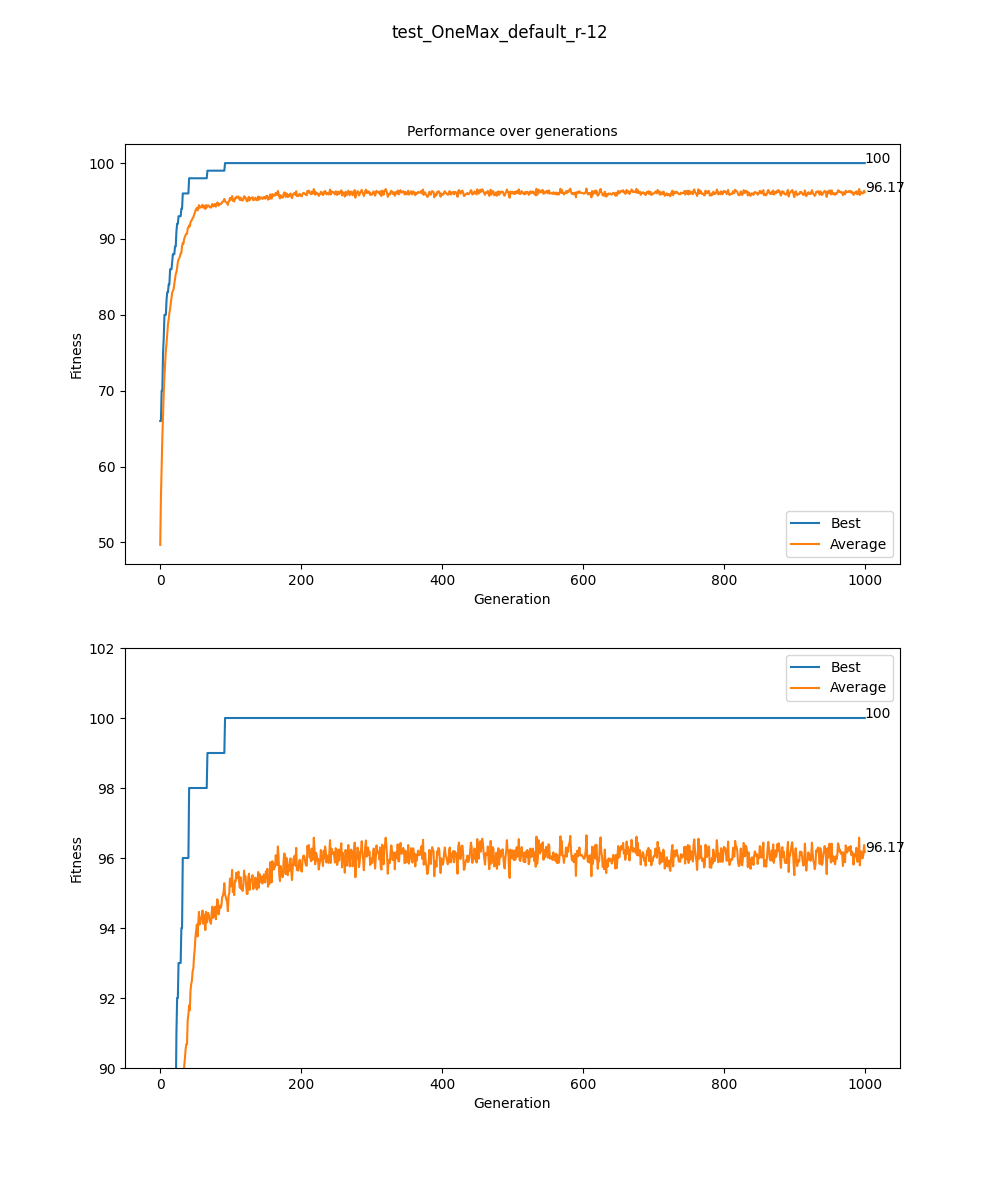 test_OneMax_default_r-12
Performance over generations
100
90
80
70
60
50
Fitness
100
96.17
Best
Average
0 200 400 600 800 1000
Generation
102
100
98
96
94
92
90
Fitness
Best
Average
100
96.17
0 200 400 600 800 1000
Generation